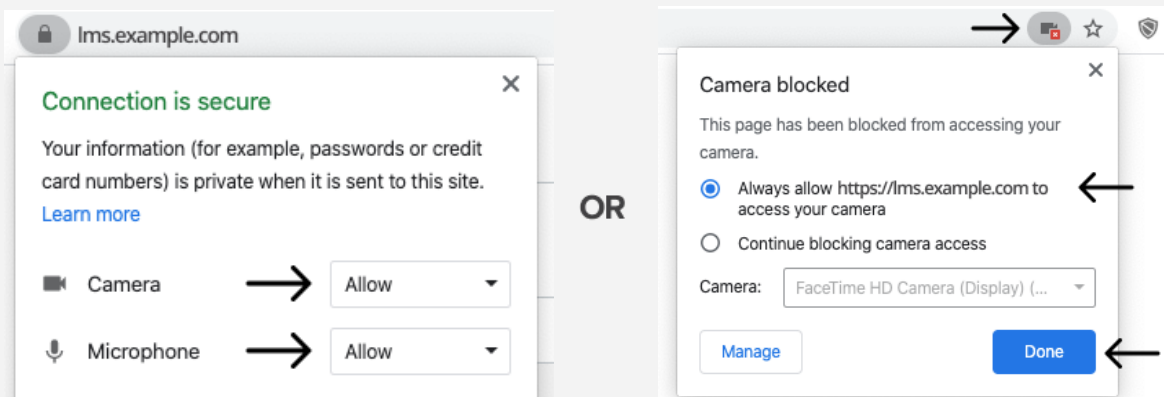 lms.example.com
Connection is secure
Your information (for example, passwords or credit
card numbers) is private when it is sent to this site.
Learn more
Camera
Allow
Microphone
Allow
OR
Camera blocked
This page has been blocked from accessing your
camera.
Always allow https://lms.example.com to
access your camera
Continue blocking camera access
Camera:
FaceTime HD Camera (Display) (...
Manage
Done